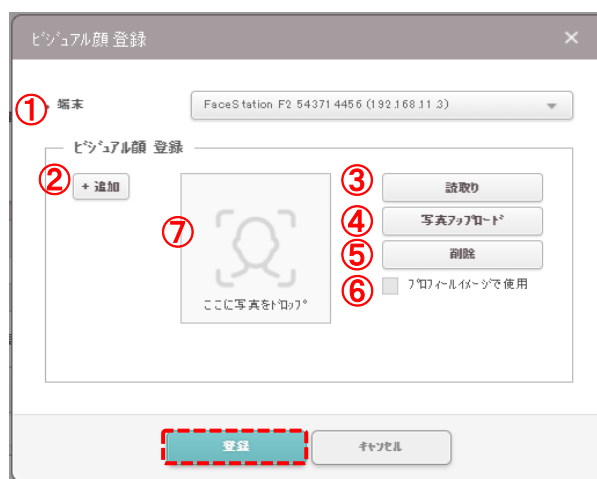 ビジュアル顔 登録 ×
① 端末 FaceStation F2 543714456 (192.168.11.3)
ビジュアル顔 登録
② + 追加
③ 読取り
④ 写真アップロード
⑤ 削除
⑥ プロフィールイメージで使用
⑦
ここに写真をドロップ
登録 キャンセル